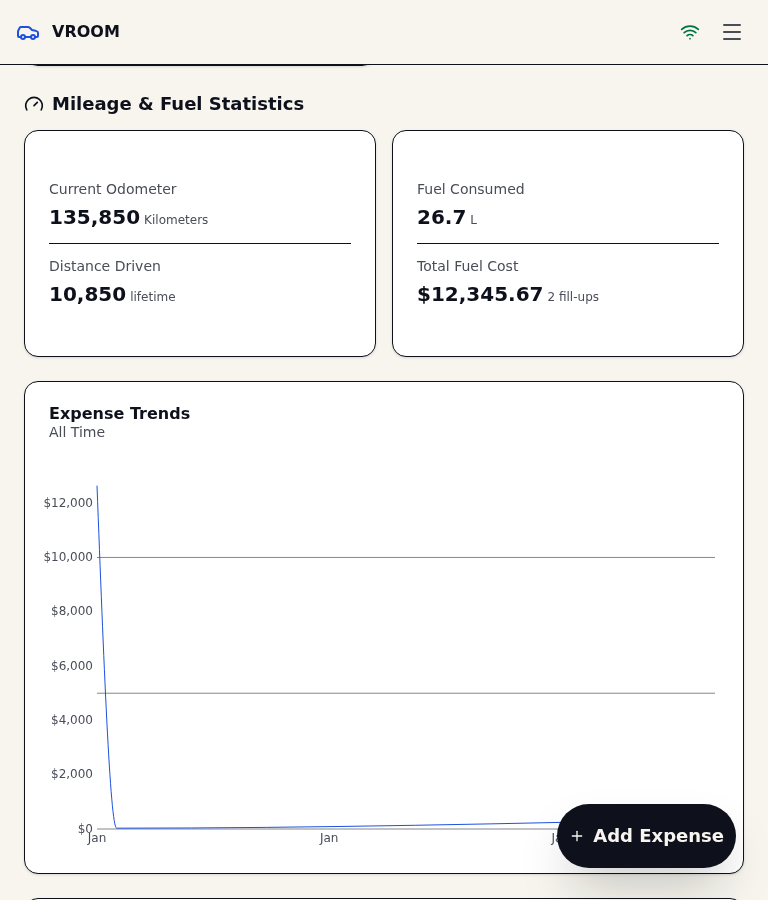 VROOM
Mileage & Fuel Statistics
Current Odometer
135,850 Kilometers
Distance Driven
10,850 lifetime
Fuel Consumed
26.7 L
Total Fuel Cost
$12,345.67 2 fill-ups
Expense Trends
All Time
$12,000
$10,000
$8,000
$6,000
$4,000
$2,000
$0
Jan
Jan
+ Add Expense